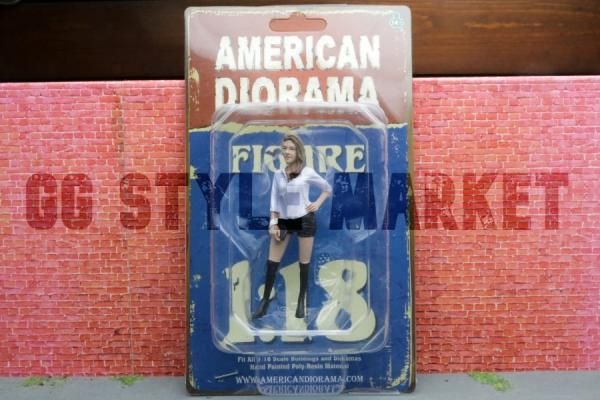 AMERICAN
DIORAMA
FIGURE
GG STYLE MARKET
1:18
Fit All 1:18 Scale Buildings and Dioramas
Hand Painted Poly-Resin Material
WWW.AMERICANDIORAMA.COM